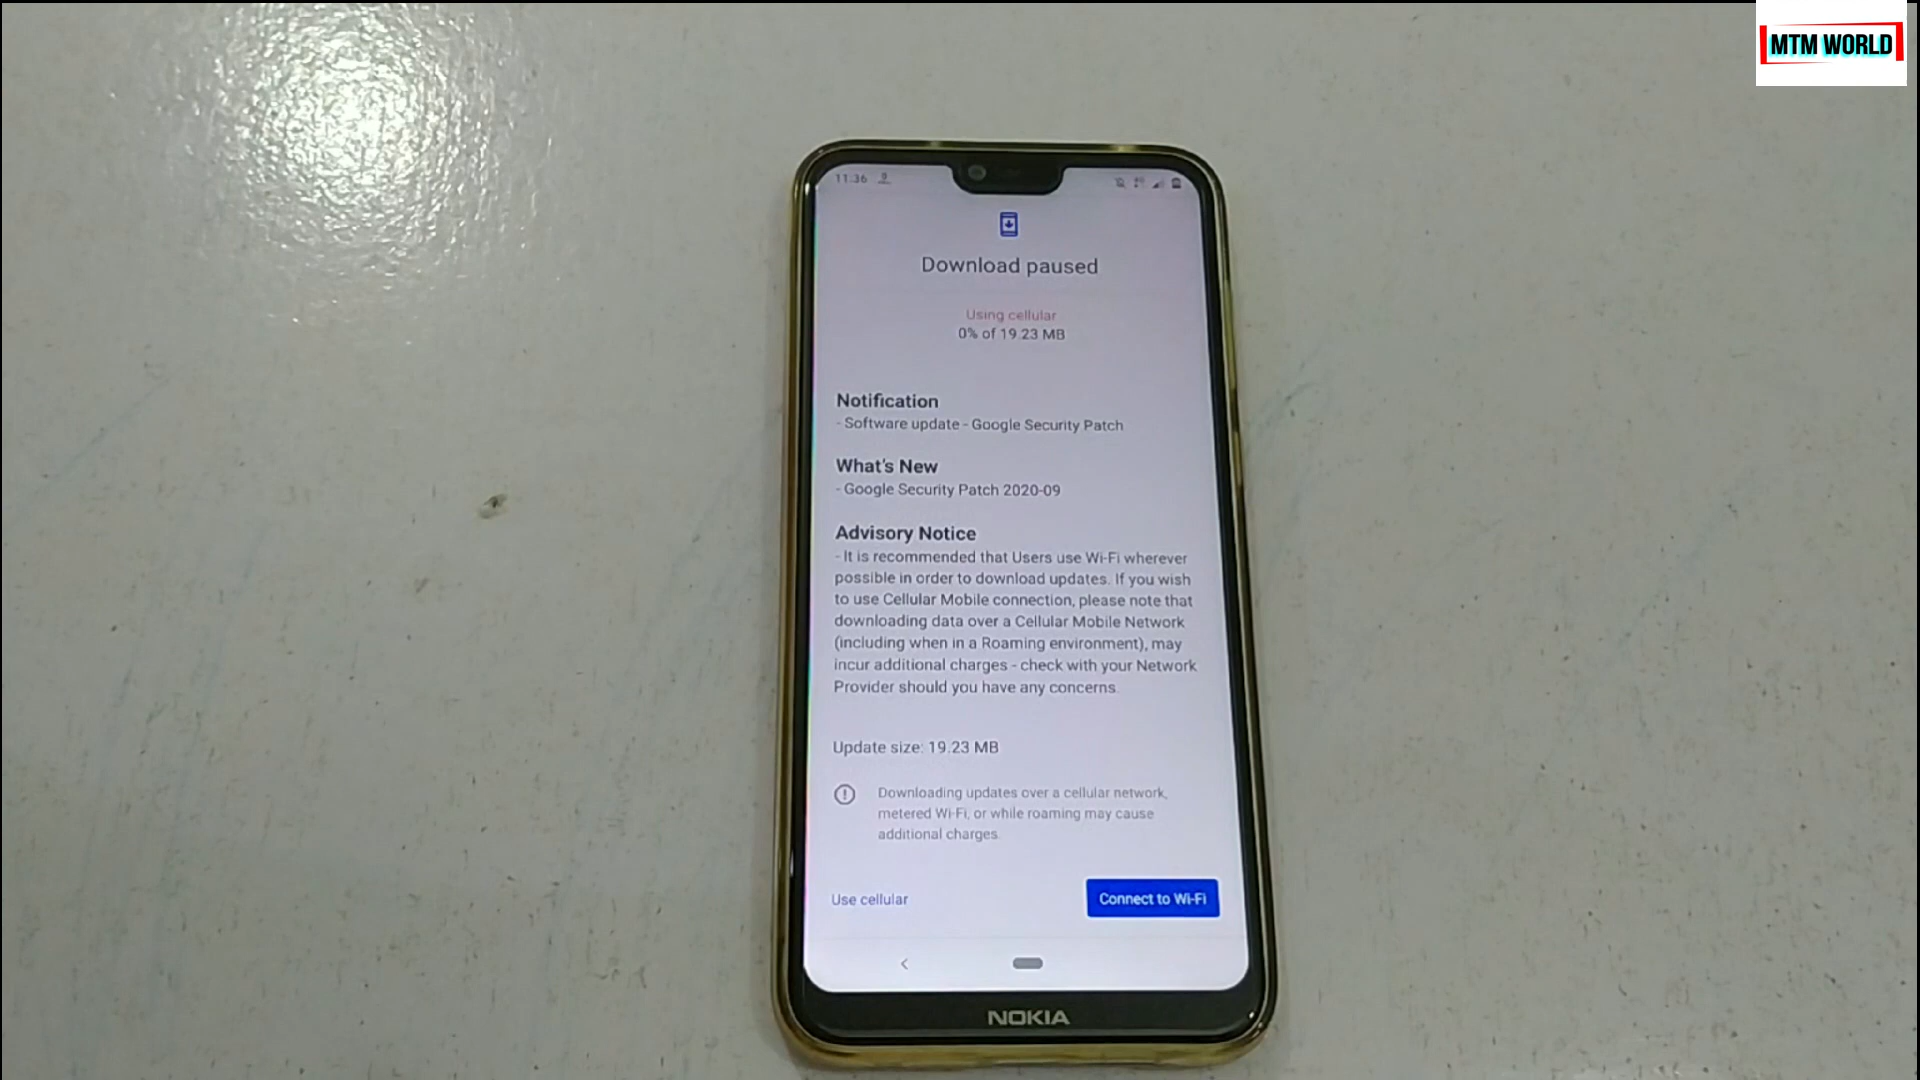 MTM WORLD
11:36
Download paused
Using cellular
0% of 19.23 MB
Notification
- Software update - Google Security Patch
What's New
- Google Security Patch 2020-09
Advisory Notice
- It is recommended that Users use Wi-Fi wherever
possible in order to download updates. If you wish
to use Cellular Mobile connection, please note that
downloading data over a Cellular Mobile Network
(including when in a Roaming environment), may
incur additional charges - check with your Network
Provider should you have any concerns.
Update size: 19.23 MB
Downloading updates over a cellular network,
metered Wi-Fi, or while roaming may cause
additional charges.
Use cellular
Connect to Wi-Fi
NOKIA